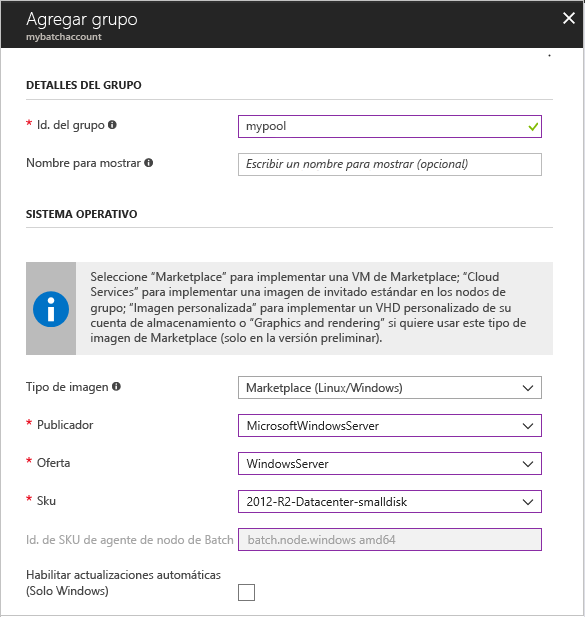 Agregar grupo
mybatchaccount
DETALLES DEL GRUPO
* Id. del grupo
mypool
Nombre para mostrar
Escribir un nombre para mostrar (opcional)
SISTEMA OPERATIVO
Seleccione "Marketplace" para implementar una VM de Marketplace; "Cloud
Services" para implementar una imagen de invitado estándar en los nodos de
grupo; "Imagen personalizada" para implementar un VHD personalizado de su
cuenta de almacenamiento o "Graphics and rendering" si quiere usar este tipo de
imagen de Marketplace (solo en la versión preliminar).
Tipo de imagen
Marketplace (Linux/Windows)
* Publicador
MicrosoftWindowsServer
* Oferta
WindowsServer
* Sku
2012-R2-Datacenter-smalldisk
Id. de SKU de agente de nodo de Batch
batch.node.windows amd64
Habilitar actualizaciones automáticas
(Solo Windows)